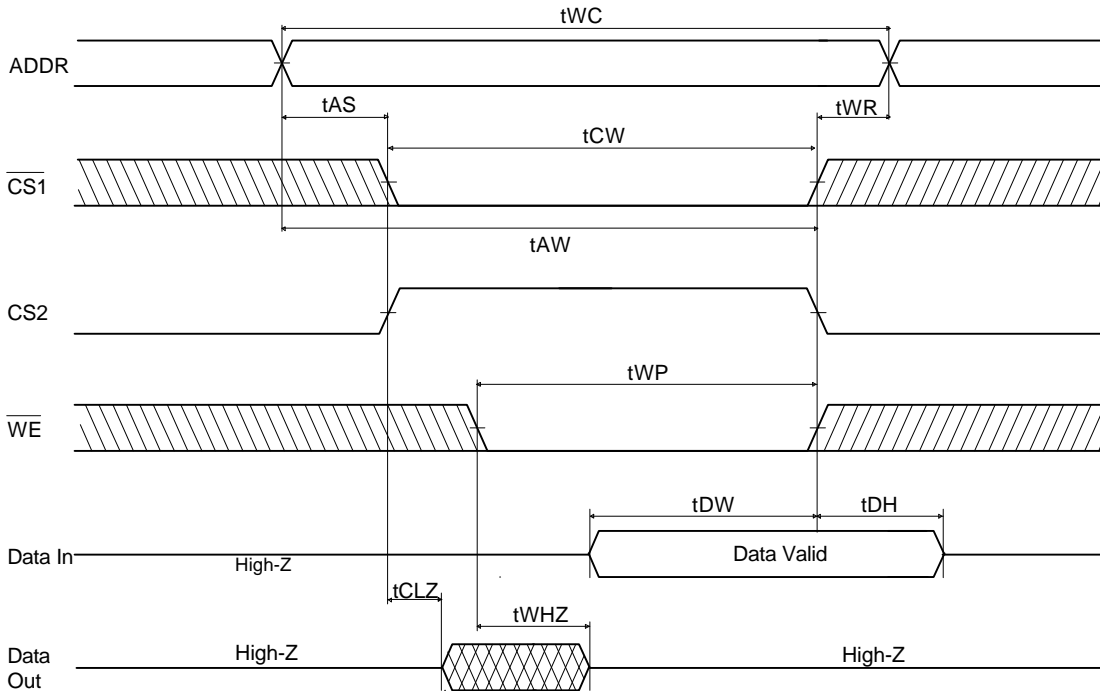 tWC
ADDR
tAS
tWR
tCW
CS1
tAW
CS2
tWP
WE
tDW
tDH
Data In
High-Z
Data Valid
tCLZ
tWHZ
Data
Out
High-Z
High-Z